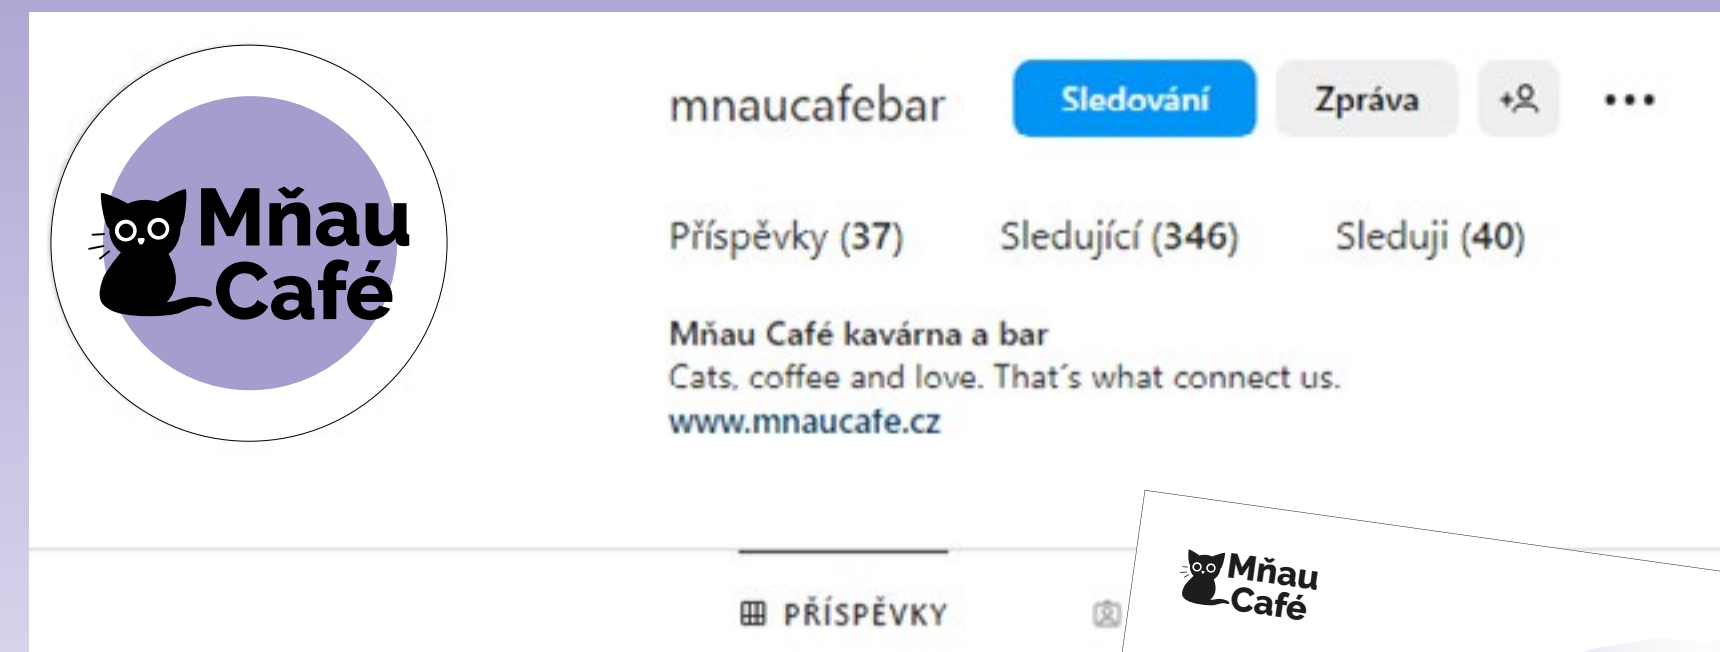 Mňau
Café
mnaucafebar
Sledování
Zpráva
Příspěvky (37)
Sledující (346)
Sleduji (40)
Mňau Café kavárna a bar
Cats, coffee and love. That´s what connect us.
www.mnaucafe.cz
PŘÍSPĚVKY
Mňau
Café